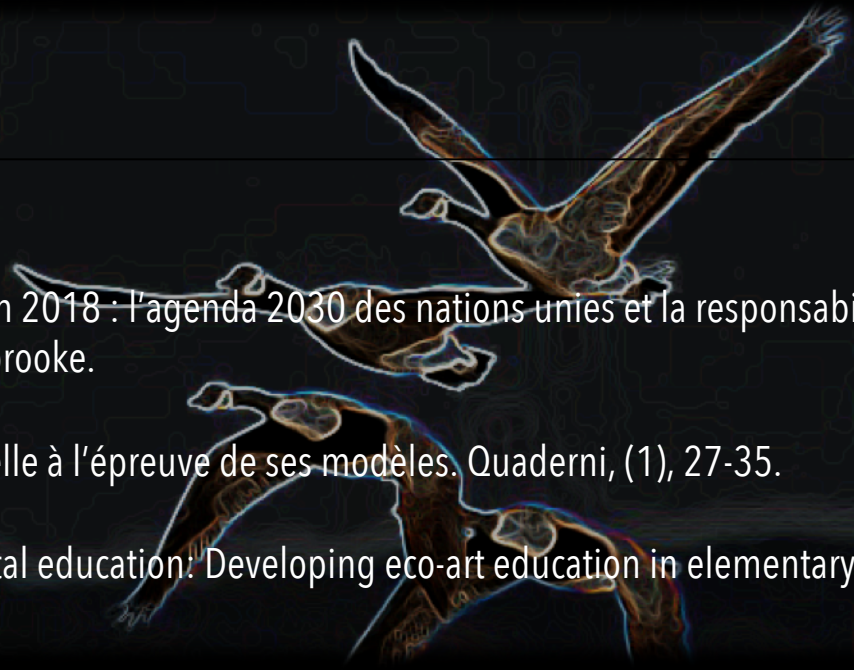 n 2018 : l’agenda 2030 des nations unies et la responsabi
brooke.
elle à l’épreuve de ses modèles. Quaderni, (1), 27-35.
tal education: Developing eco-art education in elementary